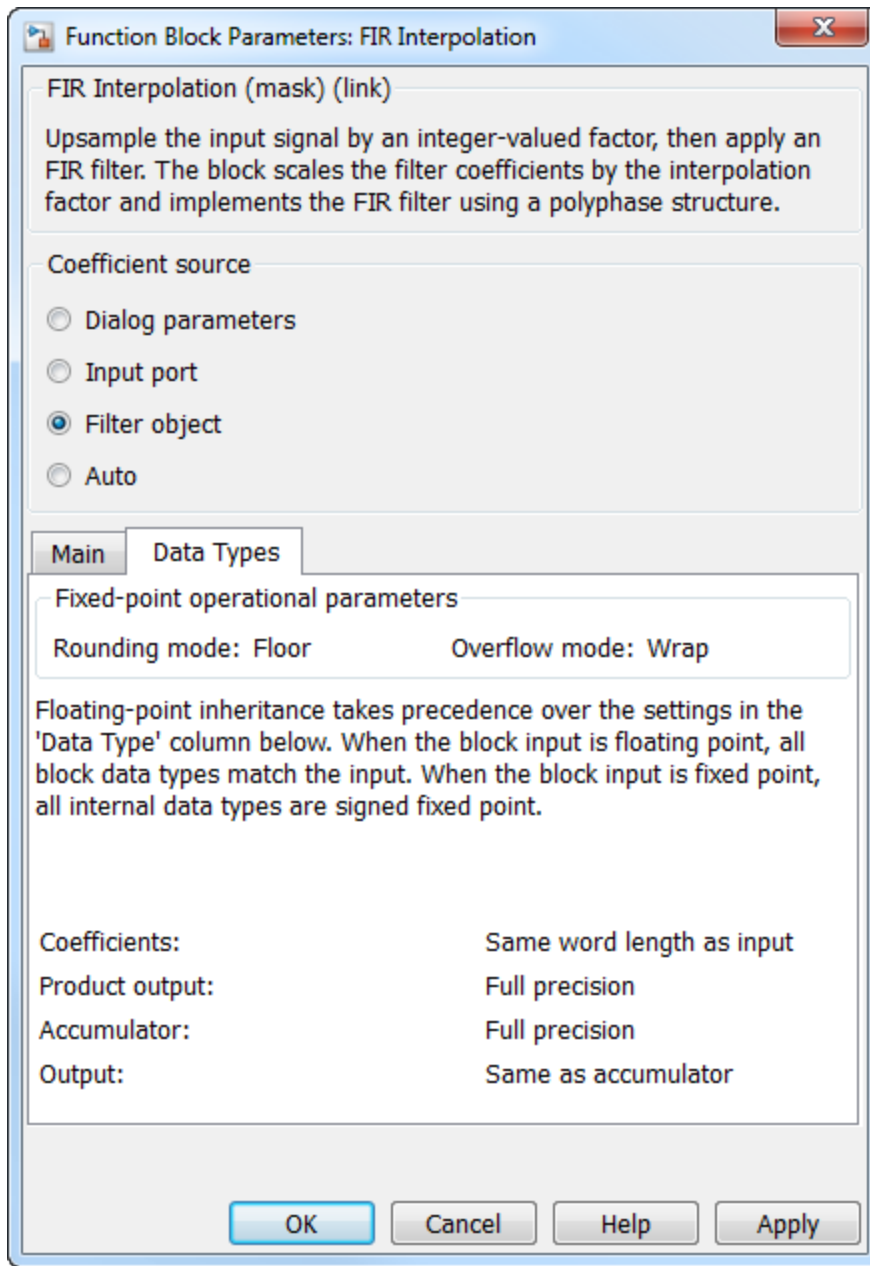 Function Block Parameters: FIR Interpolation
FIR Interpolation (mask) (link)
Upsample the input signal by an integer-valued factor, then apply an
FIR filter. The block scales the filter coefficients by the interpolation
factor and implements the FIR filter using a polyphase structure.
Coefficient source
Dialog parameters
Input port
Filter object
Auto
Main Data Types
Fixed-point operational parameters
Rounding mode: Floor Overflow mode: Wrap
Floating-point inheritance takes precedence over the settings in the
'Data Type' column below. When the block input is floating point, all
block data types match the input. When the block input is fixed point,
all internal data types are signed fixed point.
Coefficients: Same word length as input
Product output: Full precision
Accumulator: Full precision
Output: Same as accumulator
OK Cancel Help Apply